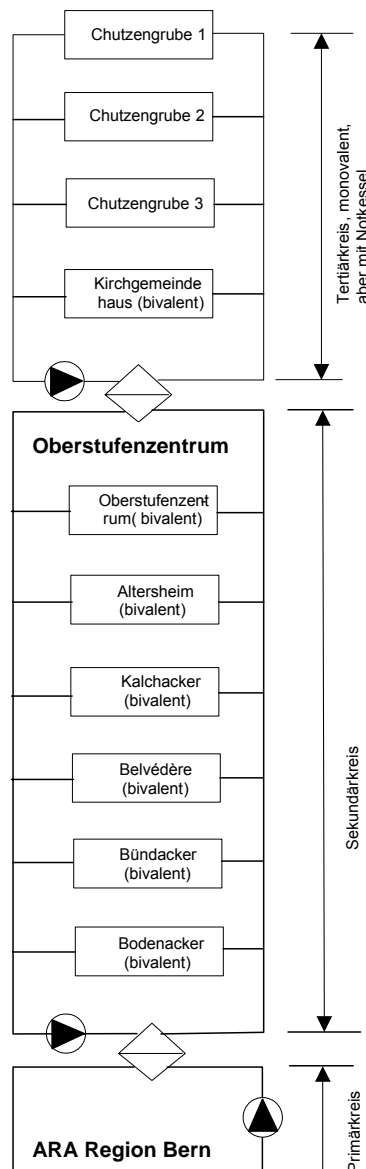 Chutzengrube 1
Chutzengrube 2
Chutzengrube 3
Kirchgemeinde
haus (bivalent)
Tertiärkreis, monovalent,
aber mit Notkessel
Oberstufenzentrum
Oberstufenzent
rum( bivalent)
Altersheim
(bivalent)
Kalchacker
(bivalent)
Belvédère
(bivalent)
Bündacker
(bivalent)
Bodenacker
(bivalent)
Sekundärkreis
ARA Region Bern
Primärkreis